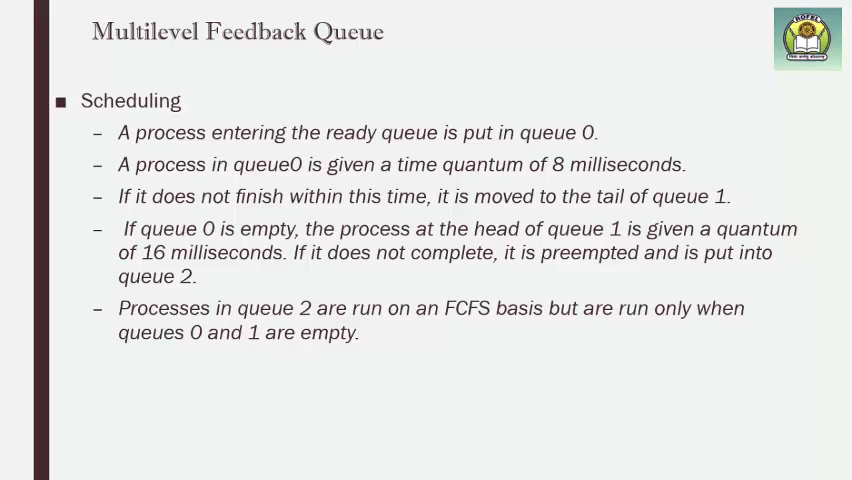 Multilevel Feedback Queue
ROFEL
■ Scheduling
– A process entering the ready queue is put in queue 0.
– A process in queue0 is given a time quantum of 8 milliseconds.
– If it does not finish within this time, it is moved to the tail of queue 1.
– If queue 0 is empty, the process at the head of queue 1 is given a quantum
of 16 milliseconds. If it does not complete, it is preempted and is put into
queue 2.
– Processes in queue 2 are run on an FCFS basis but are run only when
queues 0 and 1 are empty.